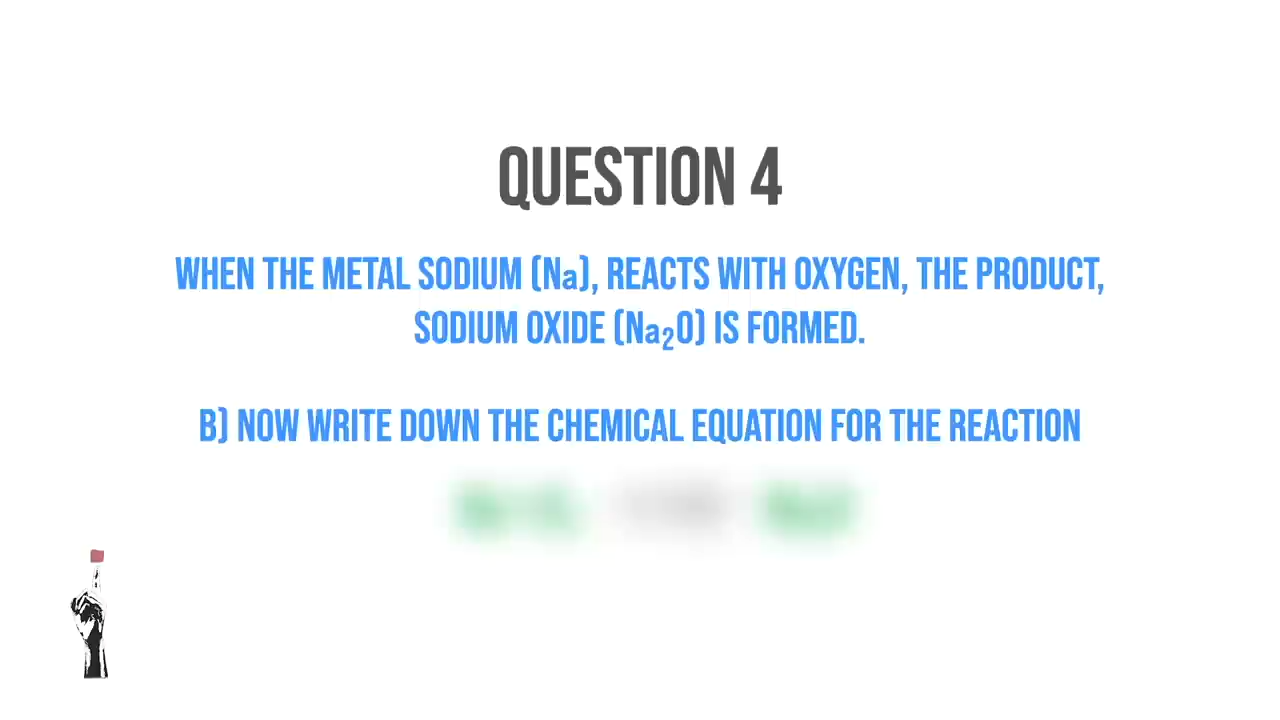 QUESTION 4
WHEN THE METAL SODIUM (Na), REACTS WITH OXYGEN, THE PRODUCT,
SODIUM OXIDE (Na₂O) IS FORMED.
B) NOW WRITE DOWN THE CHEMICAL EQUATION FOR THE REACTION